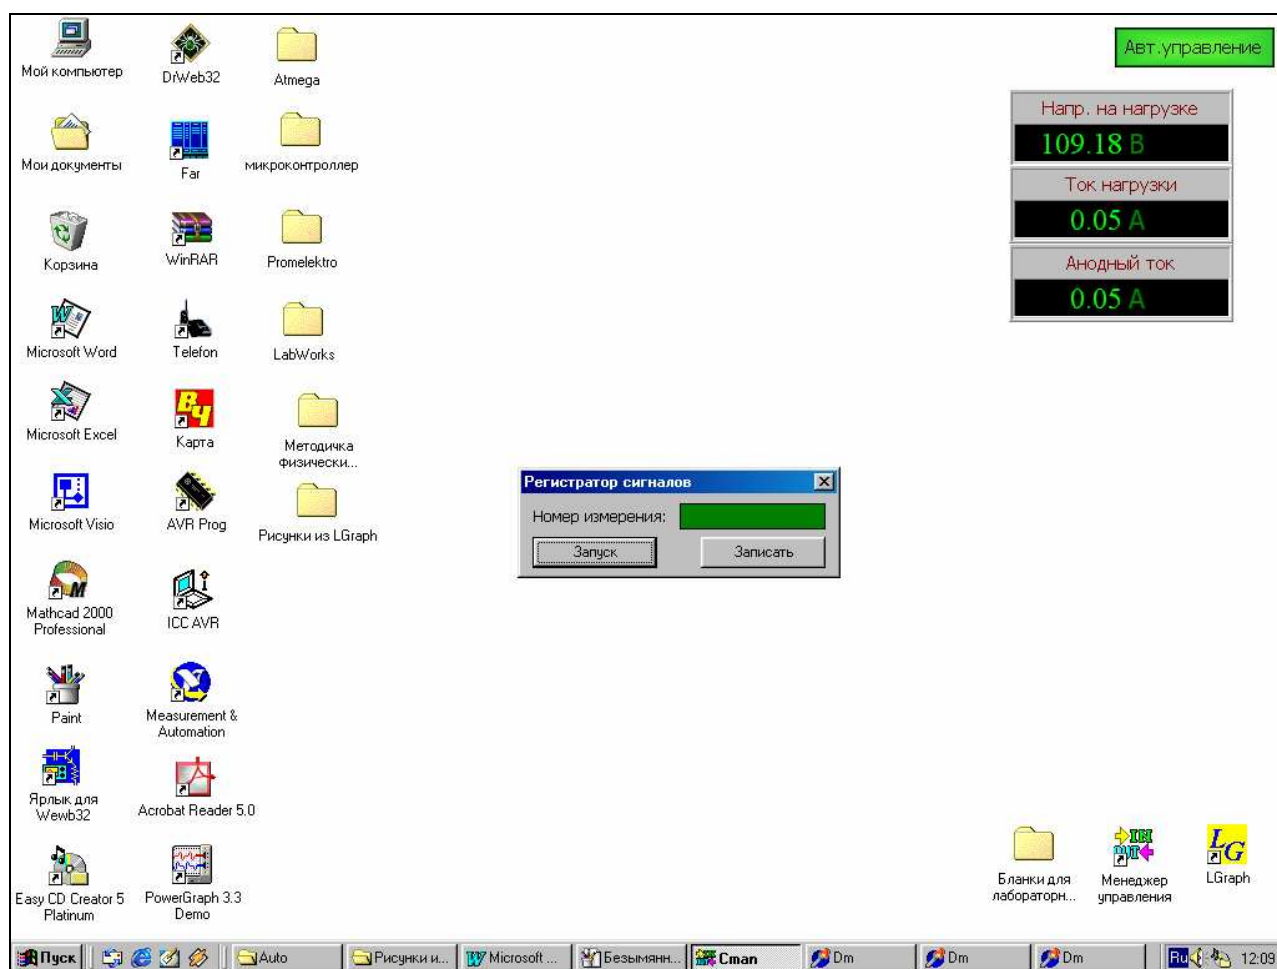 Мой компьютер
DrWeb32
Atmega
Авт.управление
Напр. на нагрузке
109.18 В
Ток нагрузки
0.05 А
Анодный ток
0.05 А
Мои документы
Far
микроконтроллер
Корзина
WinRAR
Promelektro
Microsoft Word
Telefon
LabWorks
Microsoft Excel
Карта
ВЧ
Методичка
физически...
Microsoft Visio
AVR Prog
Рисунки из LGraph
Регистратор сигналов
Номер измерения:
Запуск
Записать
Mathcad 2000
Professional
ICC AVR
Paint
Measurement &
Automation
Ярлык для
Wewb32
Acrobat Reader 5.0
Easy CD Creator 5
Platinum
PowerGraph 3.3
Demo
Бланки для
лабораторн...
IN
OUT
Менеджер
управления
LG
LGraph
Пуск
Auto
Рисунки и...
Microsoft ...
Безымянн...
Cman
Dm
Dm
Dm
Ru
12:09